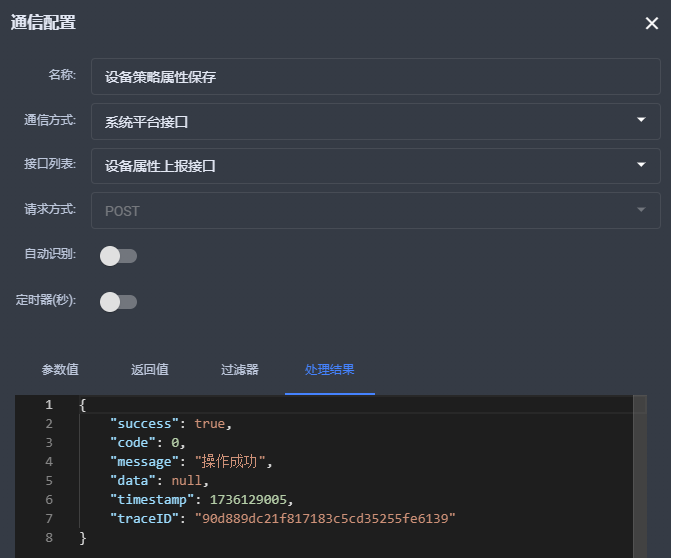 通信配置
名称: 设备策略属性保存
通信方式: 系统平台接口
接口列表: 设备属性上报接口
请求方式: POST
自动识别:
定时器(秒):
参数值 返回值 过滤器 处理结果
1 {
2 "success": true,
3 "code": 0,
4 "message": "操作成功",
5 "data": null,
6 "timestamp": 1736129005,
7 "traceID": "90d889dc21f817183c5cd35255fe6139"
8 }